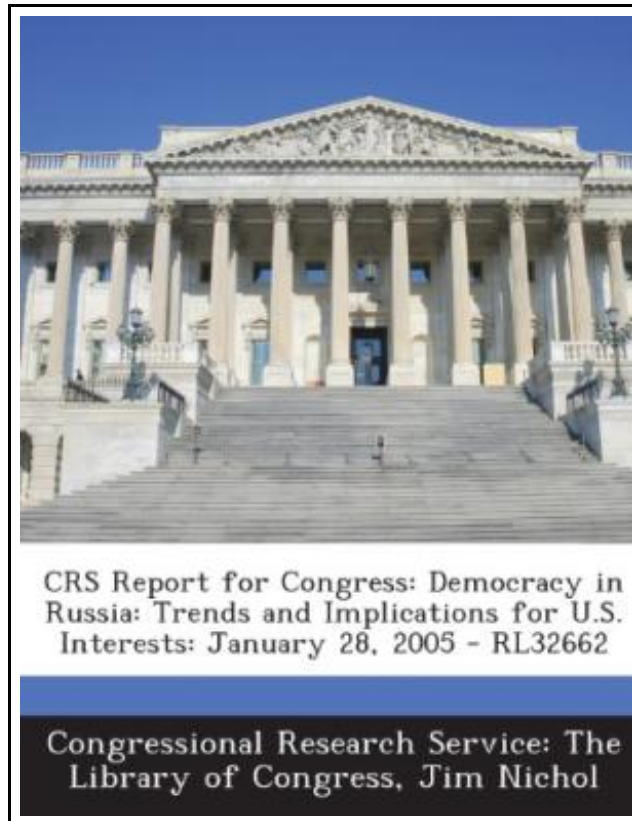 CRS Report for Congress: Democracy in
Russia: Trends and Implications for U.S.
Interests: January 28, 2005 - RL32662
Congressional Research Service: The
Library of Congress, Jim Nichol